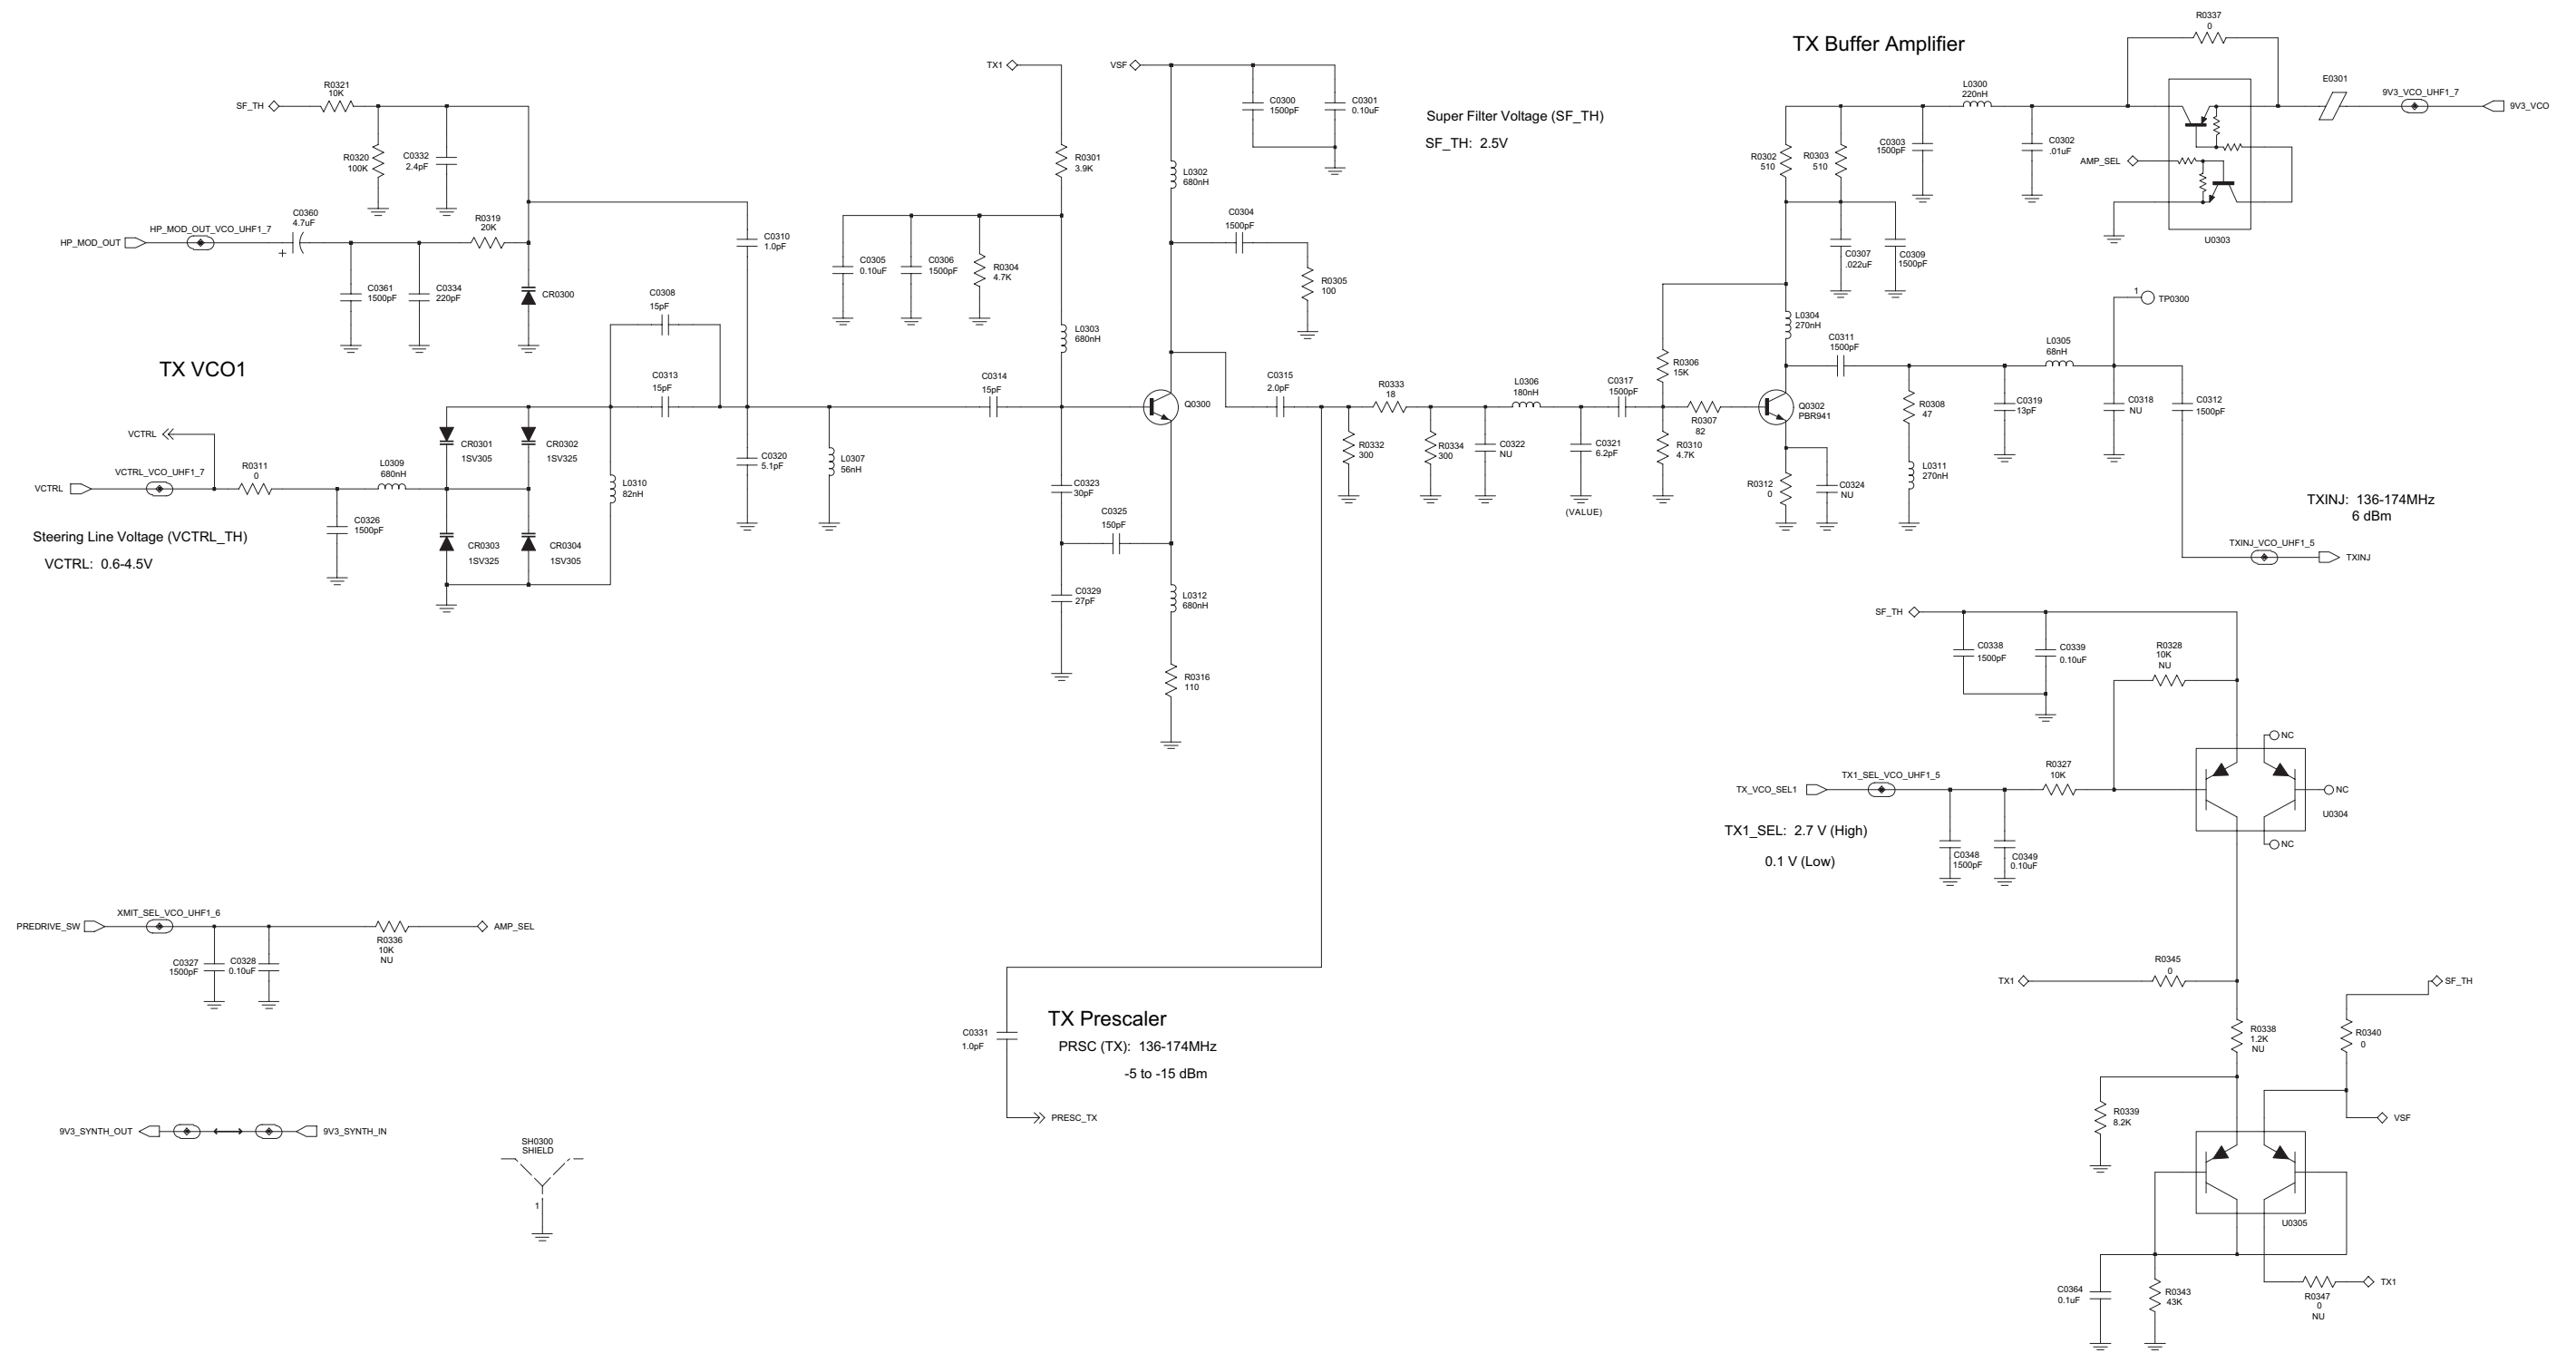 TX Buffer Amplifier
R0337
0
E0301
9V3_VCO_UHF1_7
9V3_VCO
L0300
220nH
C0302
.01uF
C0303
1500pF
AMP_SEL
U0303
R0302
510
R0303
510
C0307
.022uF
C0309
1500pF
L0304
270nH
C0311
1500pF
L0305
68nH
1
TP0300
R0306
15K
R0307
82
R0310
4.7K
Q0302
PBR941
R0308
47
L0311
270nH
C0319
13pF
C0318
NU
C0312
1500pF
R0312
0
C0324
NU
TXINJ: 136-174MHz
6 dBm
TXINJ_VCO_UHF1_5
TXINJ
TX1
VSF
C0300
1500pF
C0301
0.10uF
Super Filter Voltage (SF_TH)
SF_TH: 2.5V
R0301
3.9K
L0302
680nH
C0304
1500pF
R0305
100
C0305
0.10uF
C0306
1500pF
R0304
4.7K
L0303
680nH
SF_TH
R0321
10K
R0320
100K
C0332
2.4pF
HP_MOD_OUT
HP_MOD_OUT_VCO_UHF1_7
C0360
4.7uF
+
R0319
20K
C0361
1500pF
C0334
220pF
CR0300
C0310
1.0pF
C0308
15pF
TX VCO1
C0313
15pF
C0314
15pF
Q0300
C0315
2.0pF
R0333
18
L0306
180nH
C0317
1500pF
R0332
300
R0334
300
C0322
NU
C0321
6.2pF
(VALUE)
VCTRL
VCTRL_VCO_UHF1_7
VCTRL
R0311
0
L0309
680nH
C0326
1500pF
CR0301
1SV305
CR0302
1SV325
CR0303
1SV325
CR0304
1SV305
L0310
82nH
C0320
5.1pF
L0307
56nH
C0323
30pF
C0325
150pF
C0329
27pF
L0312
680nH
R0316
110
Steering Line Voltage (VCTRL_TH)
VCTRL: 0.6-4.5V
SF_TH
C0338
1500pF
C0339
0.10uF
R0328
10K
NU
NC
TX_VCO_SEL1
TX1_SEL_VCO_UHF1_5
R0327
10K
NC
U0304
NC
TX1_SEL: 2.7 V (High)
0.1 V (Low)
C0348
1500pF
C0349
0.10uF
PREDRIVE_SW
XMIT_SEL_VCO_UHF1_6
C0327
1500pF
C0328
0.10uF
R0336
10K
NU
AMP_SEL
TX1
R0345
0
SF_TH
R0338
1.2K
NU
R0340
0
C0331
1.0pF
TX Prescaler
PRSC (TX): 136-174MHz
-5 to -15 dBm
PRESC_TX
R0339
8.2K
VSF
U0305
9V3_SYNTH_OUT
9V3_SYNTH_IN
SH0300
SHIELD
1
C0364
0.1uF
R0343
43K
R0347
0
NU
TX1